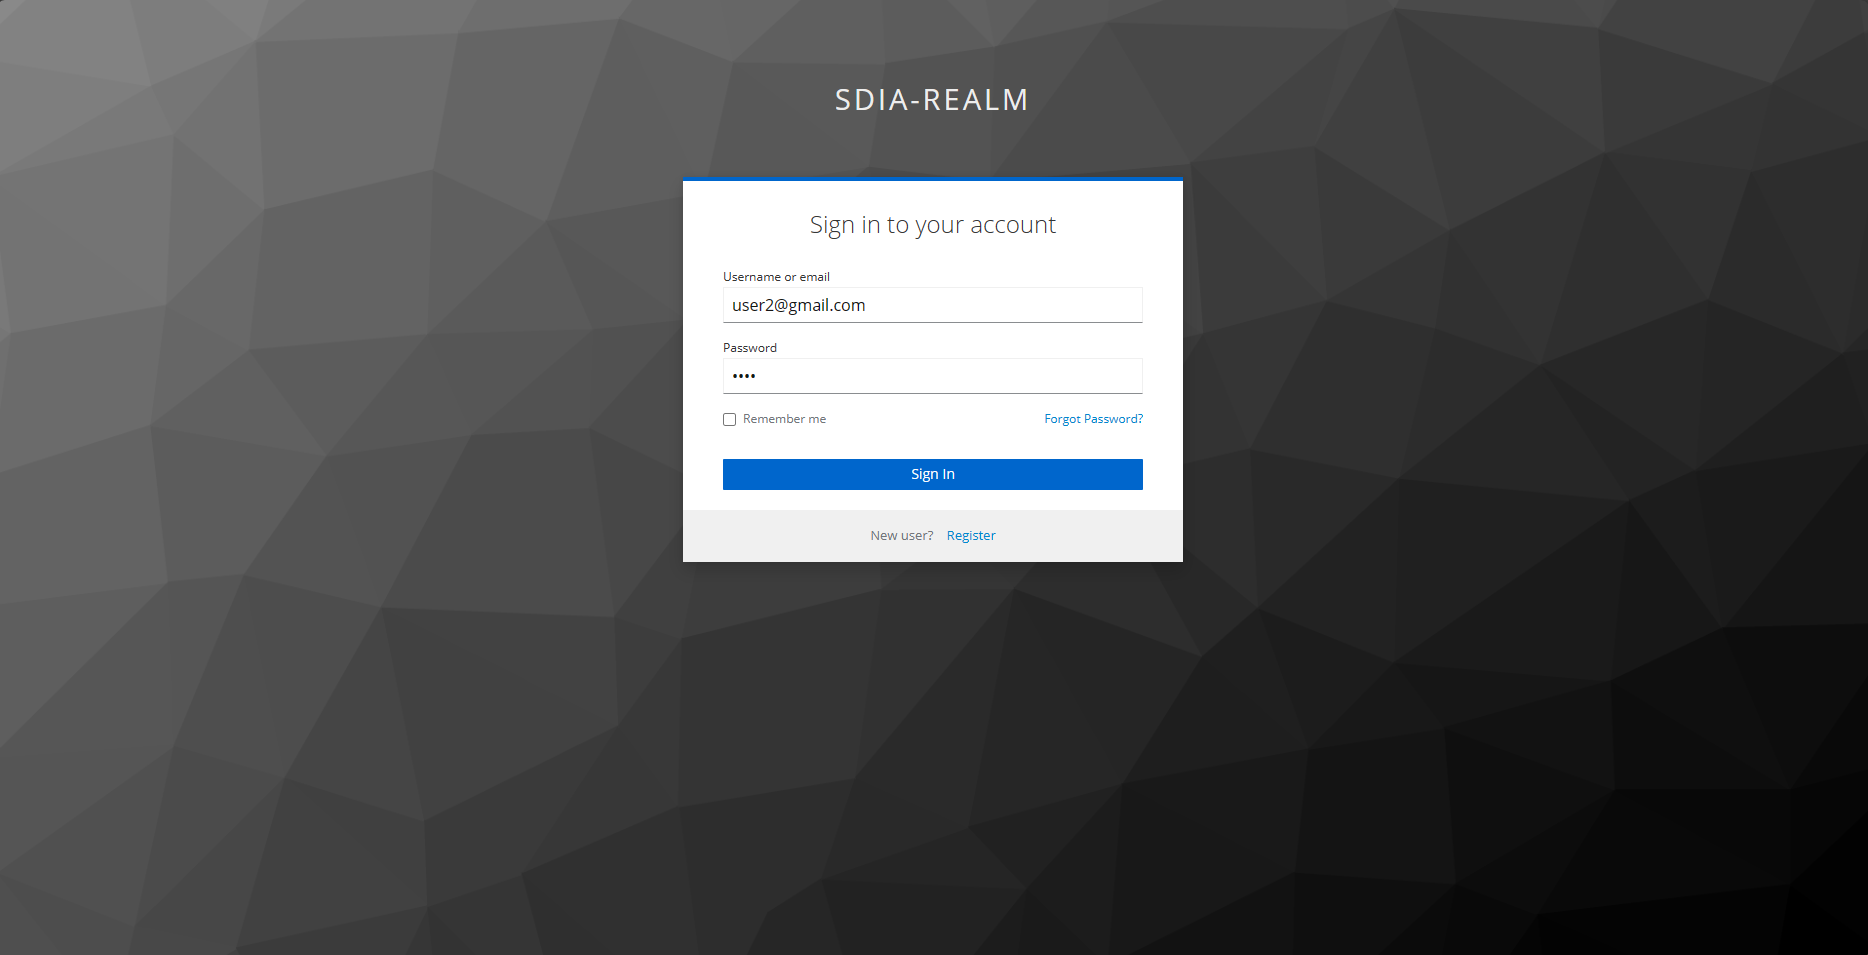 SDIA-REALM
Sign in to your account
Username or email
user2@gmail.com
Password
••••
Remember me Forgot Password?
Sign In
New user? Register